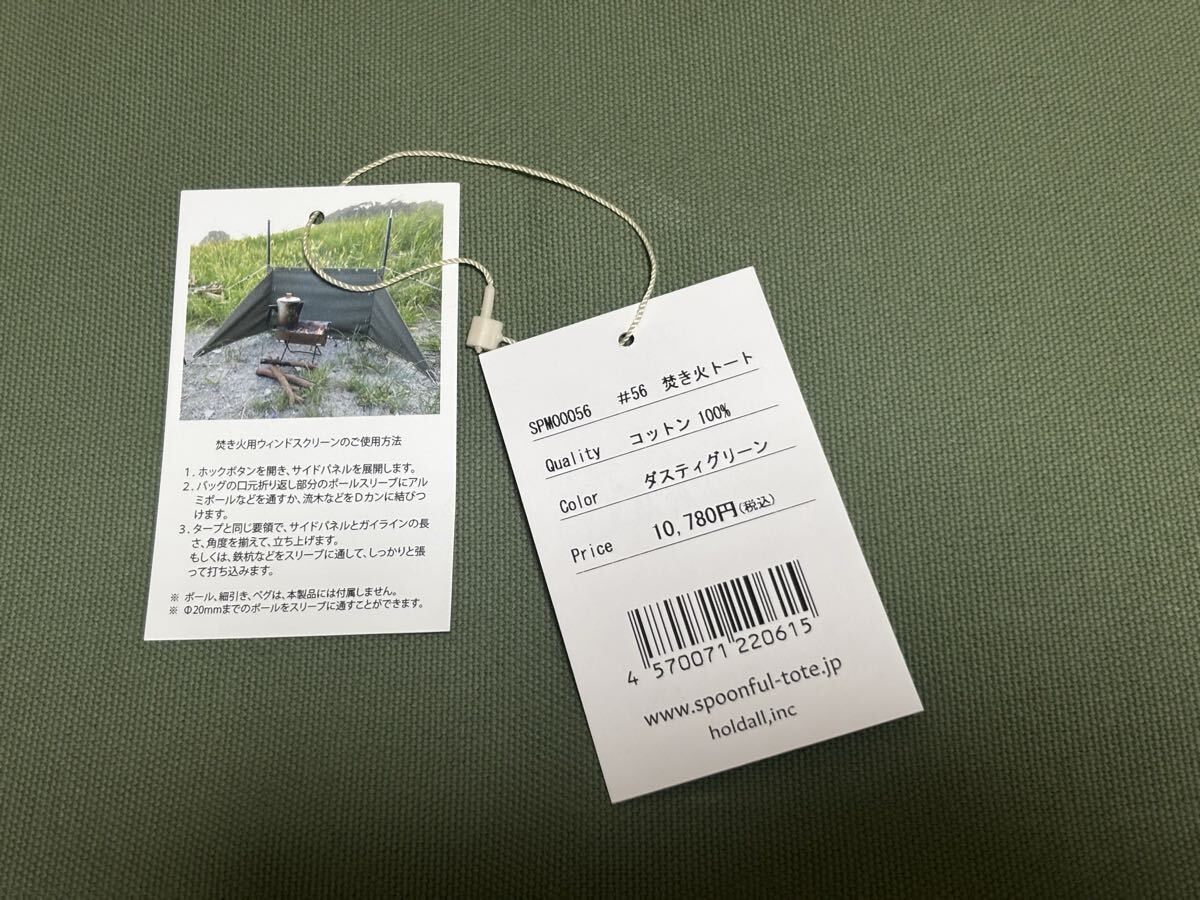 焚き火用ウィンドスクリーンのご使用方法
1. ホックボタンを開き、サイドパネルを展開します。
2. バッグの口元折り返し部分のポールスリーブにアル
ミポールなどを通すか、流木などをDカンに結びつ
けます。
3. タープと同じ要領で、サイドパネルとガイラインの長
さ、角度を揃えて、立ち上げます。
もしくは、鉄杭などをスリーブに通して、しっかりと張
って打ち込みます。
※ ポール、細引き、ペグは、本製品には付属しません。
※ Φ20mmまでのポールをスリーブに通すことができます。
SPM00056 #56 焚き火トート
Quality コットン 100%
Color ダスティグリーン
Price 10,780円(税込)
4 570071 220615
www.spoonful-tote.jp
holdall,inc